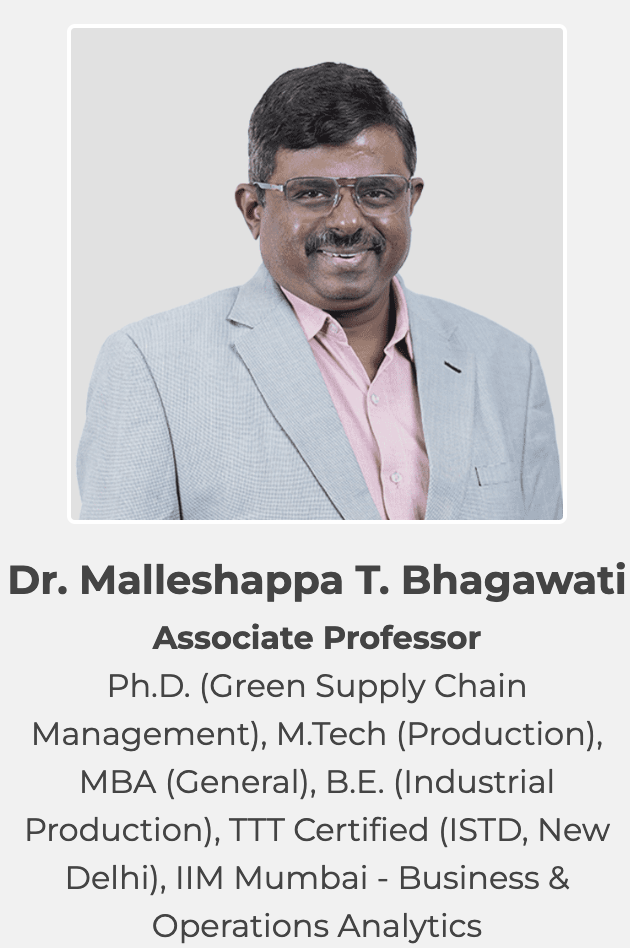 Dr. Malleshappa T. Bhagawati
Associate Professor
Ph.D. (Green Supply Chain
Management), M.Tech (Production),
MBA (General), B.E. (Industrial
Production), TTT Certified (ISTD, New
Delhi), IIM Mumbai - Business &
Operations Analytics